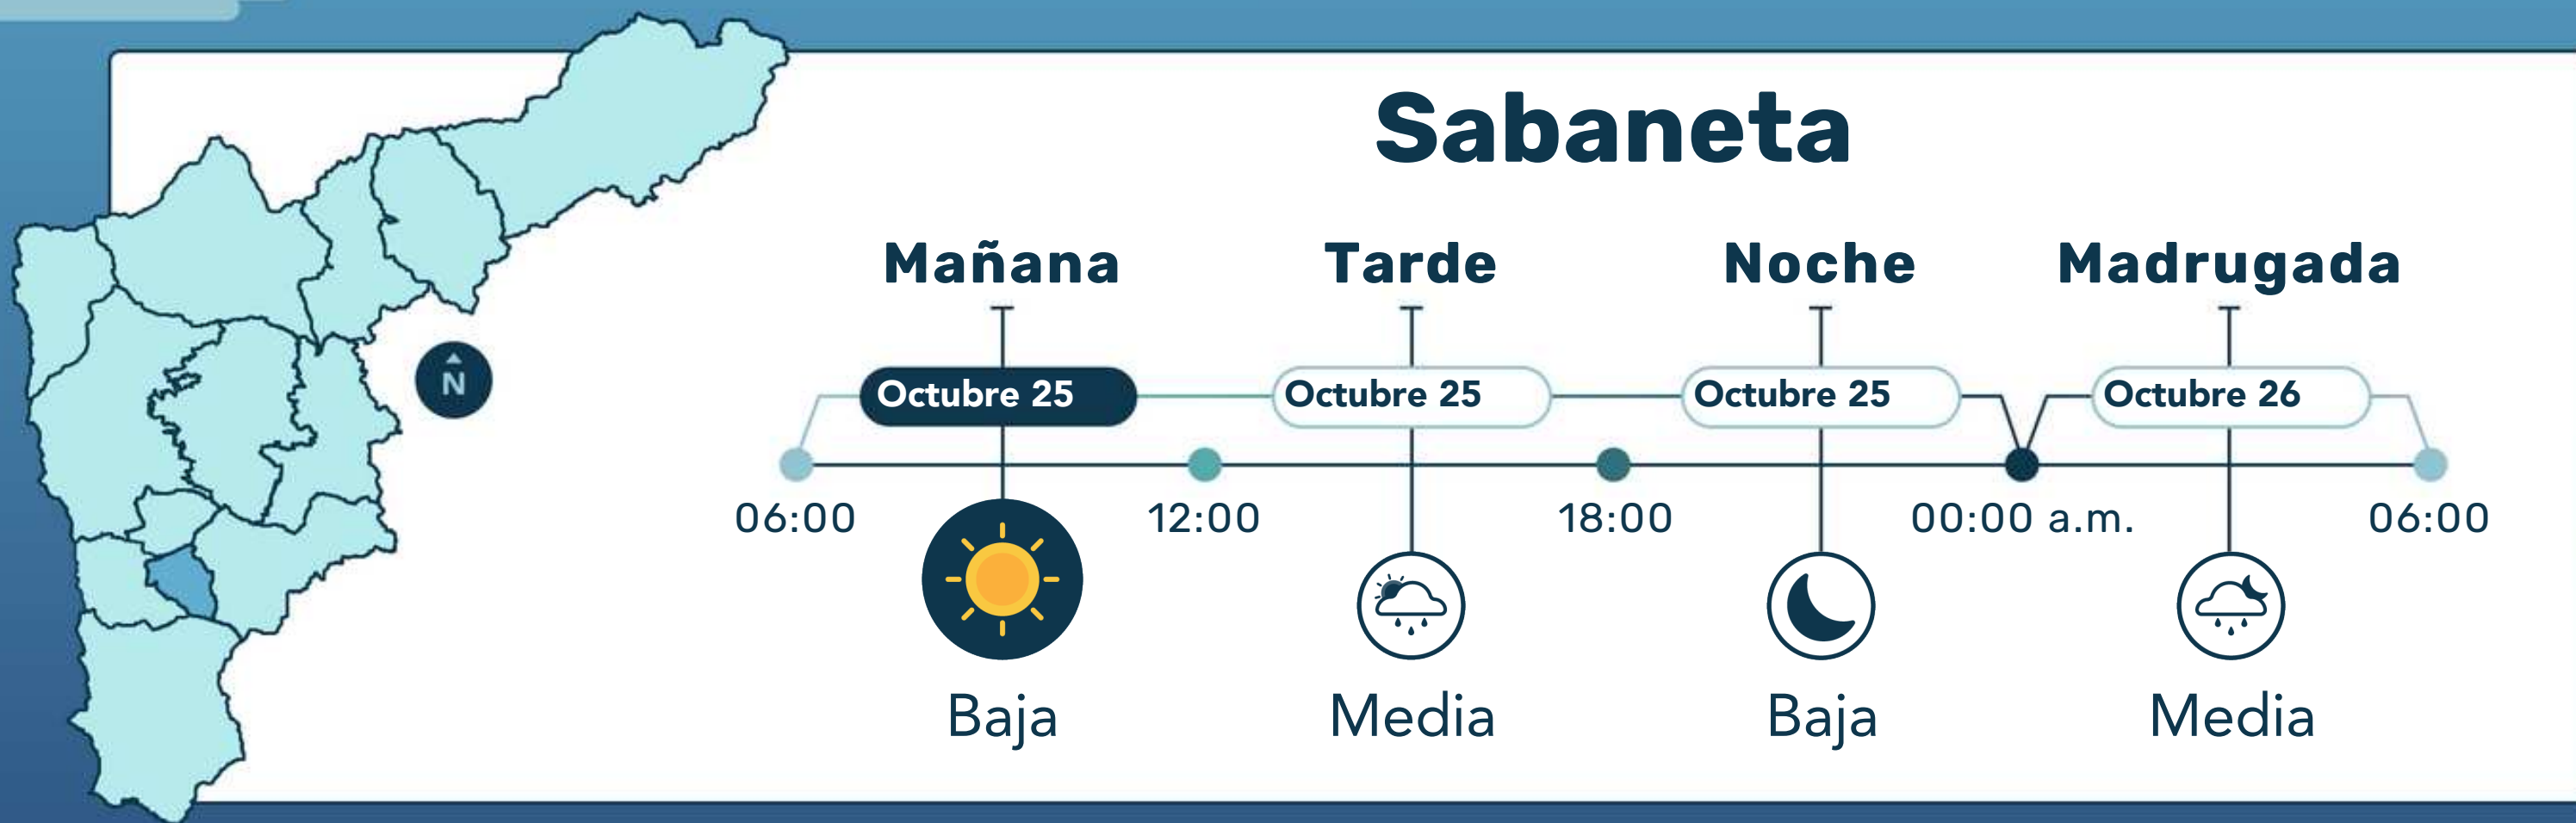 Sabaneta
Mañana Tarde Noche Madrugada
N
Octubre 25 Octubre 25 Octubre 25 Octubre 26
06:00 12:00 18:00 00:00 a.m. 06:00
Baja Media Baja Media